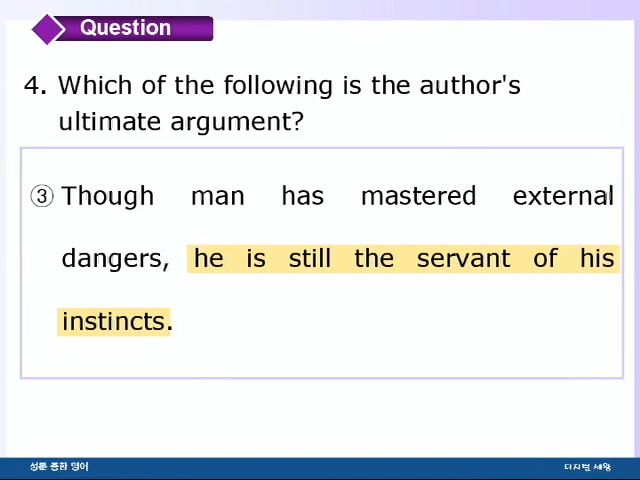 Question
4. Which of the following is the author's
ultimate argument?
③ Though man has mastered external
dangers, he is still the servant of his
instincts.
성문 종합 영어
디지털 세왕